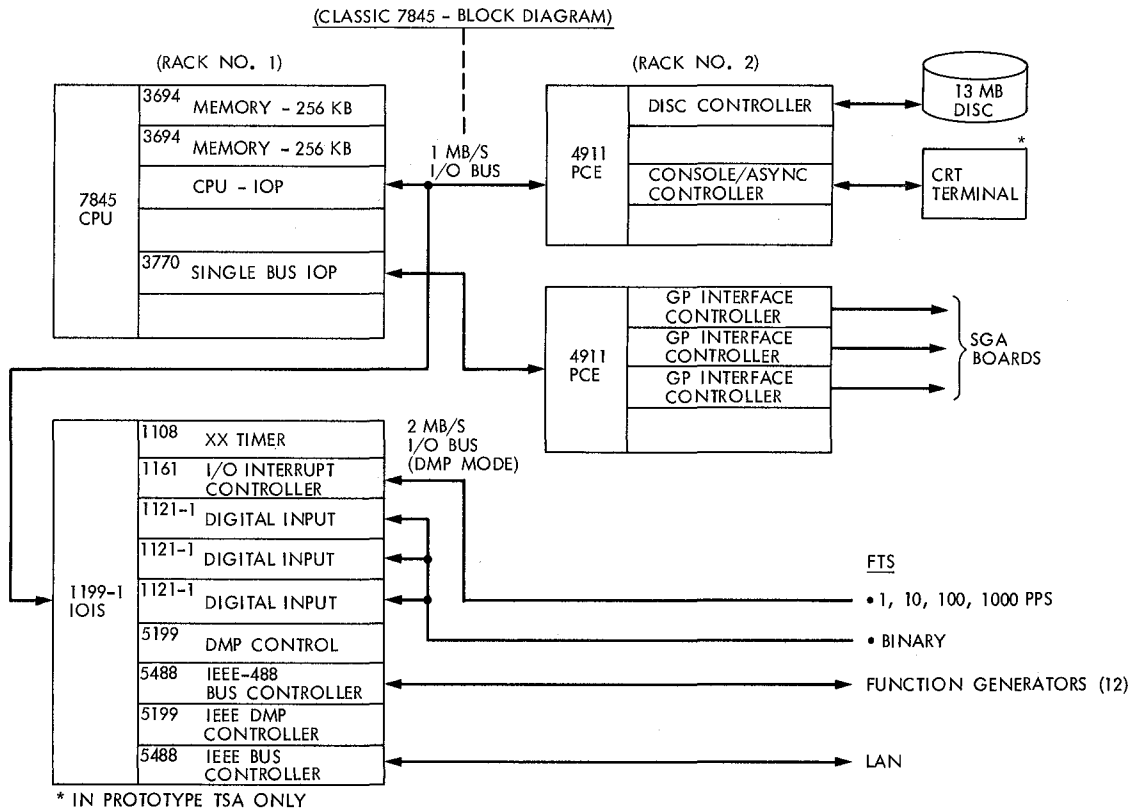 (CLASSIC 7845 - BLOCK DIAGRAM)
(RACK NO. 1)
7845
CPU
3694
MEMORY - 256 KB
3694
MEMORY - 256 KB
CPU - IOP
3770
SINGLE BUS IOP
1 MB/S
I/O BUS
(RACK NO. 2)
4911
PCE
DISC CONTROLLER
CONSOLE/ASYNC
CONTROLLER
13 MB
DISC
*
CRT
TERMINAL
4911
PCE
GP INTERFACE
CONTROLLER
GP INTERFACE
CONTROLLER
GP INTERFACE
CONTROLLER
SGA
BOARDS
1199-1
IOIS
1108
XX TIMER
1161
I/O INTERRUPT
CONTROLLER
1121-1
DIGITAL INPUT
1121-1
DIGITAL INPUT
1121-1
DIGITAL INPUT
5199
DMP CONTROL
5488
IEEE-488
BUS CONTROLLER
5199
IEEE DMP
CONTROLLER
5488
IEEE BUS
CONTROLLER
2 MB/S
I/O BUS
(DMP MODE)
FTS
• 1, 10, 100, 1000 PPS
• BINARY
FUNCTION GENERATORS (12)
LAN
* IN PROTOTYPE TSA ONLY